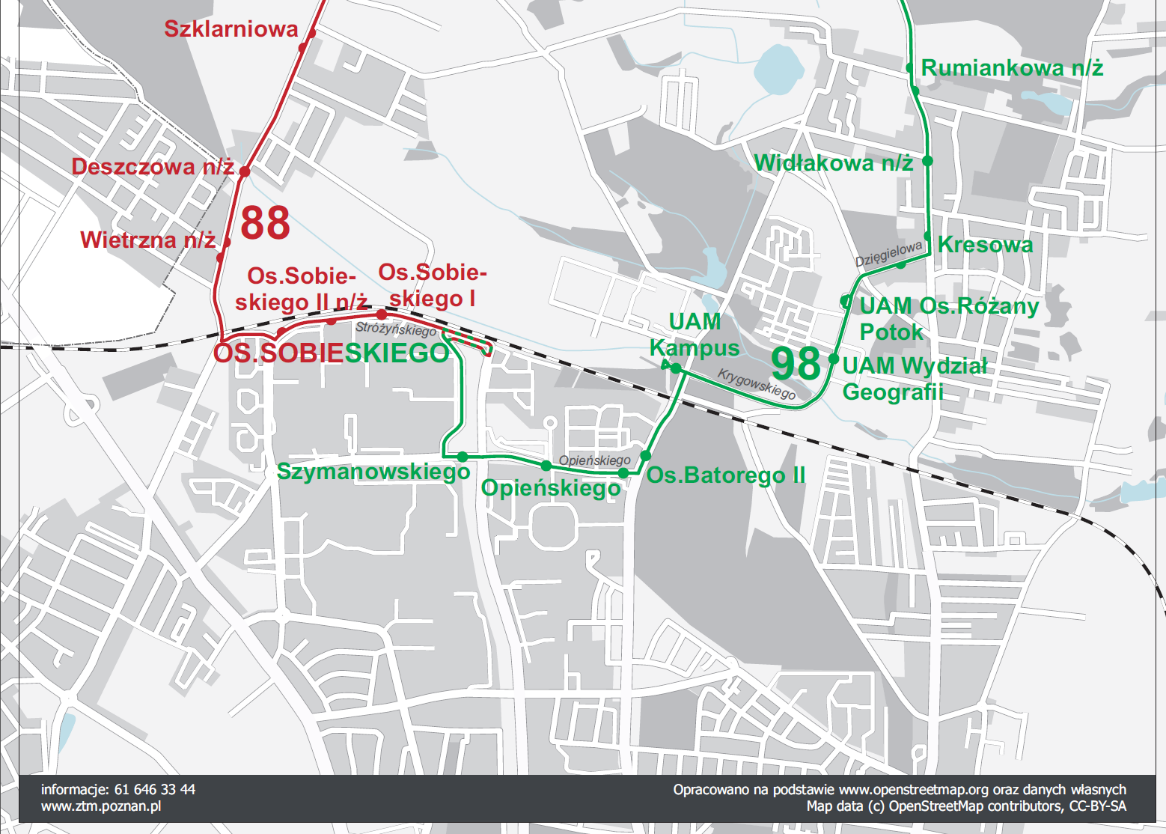 Szklarniowa
Rumiankowa n/ż
Deszczowa n/ż
Widłakowa n/ż
88
Wietrzna n/ż
Kresowa
Dzięgielowa
Os.Sobie-
skiego II n/ż
Os.Sobie-
skiego I
UAM Os.Różany
Potok
Stróżyńskiego
UAM
Kampus
OS.SOBIESKIEGO
98
UAM Wydział
Geografii
Krygowskiego
Szymanowskiego
Opieńskiego
Opieńskiego
Os.Batorego II
informacje: 61 646 33 44
www.ztm.poznan.pl
Opracowano na podstawie www.openstreetmap.org oraz danych własnych
Map data (c) OpenStreetMap contributors, CC-BY-SA